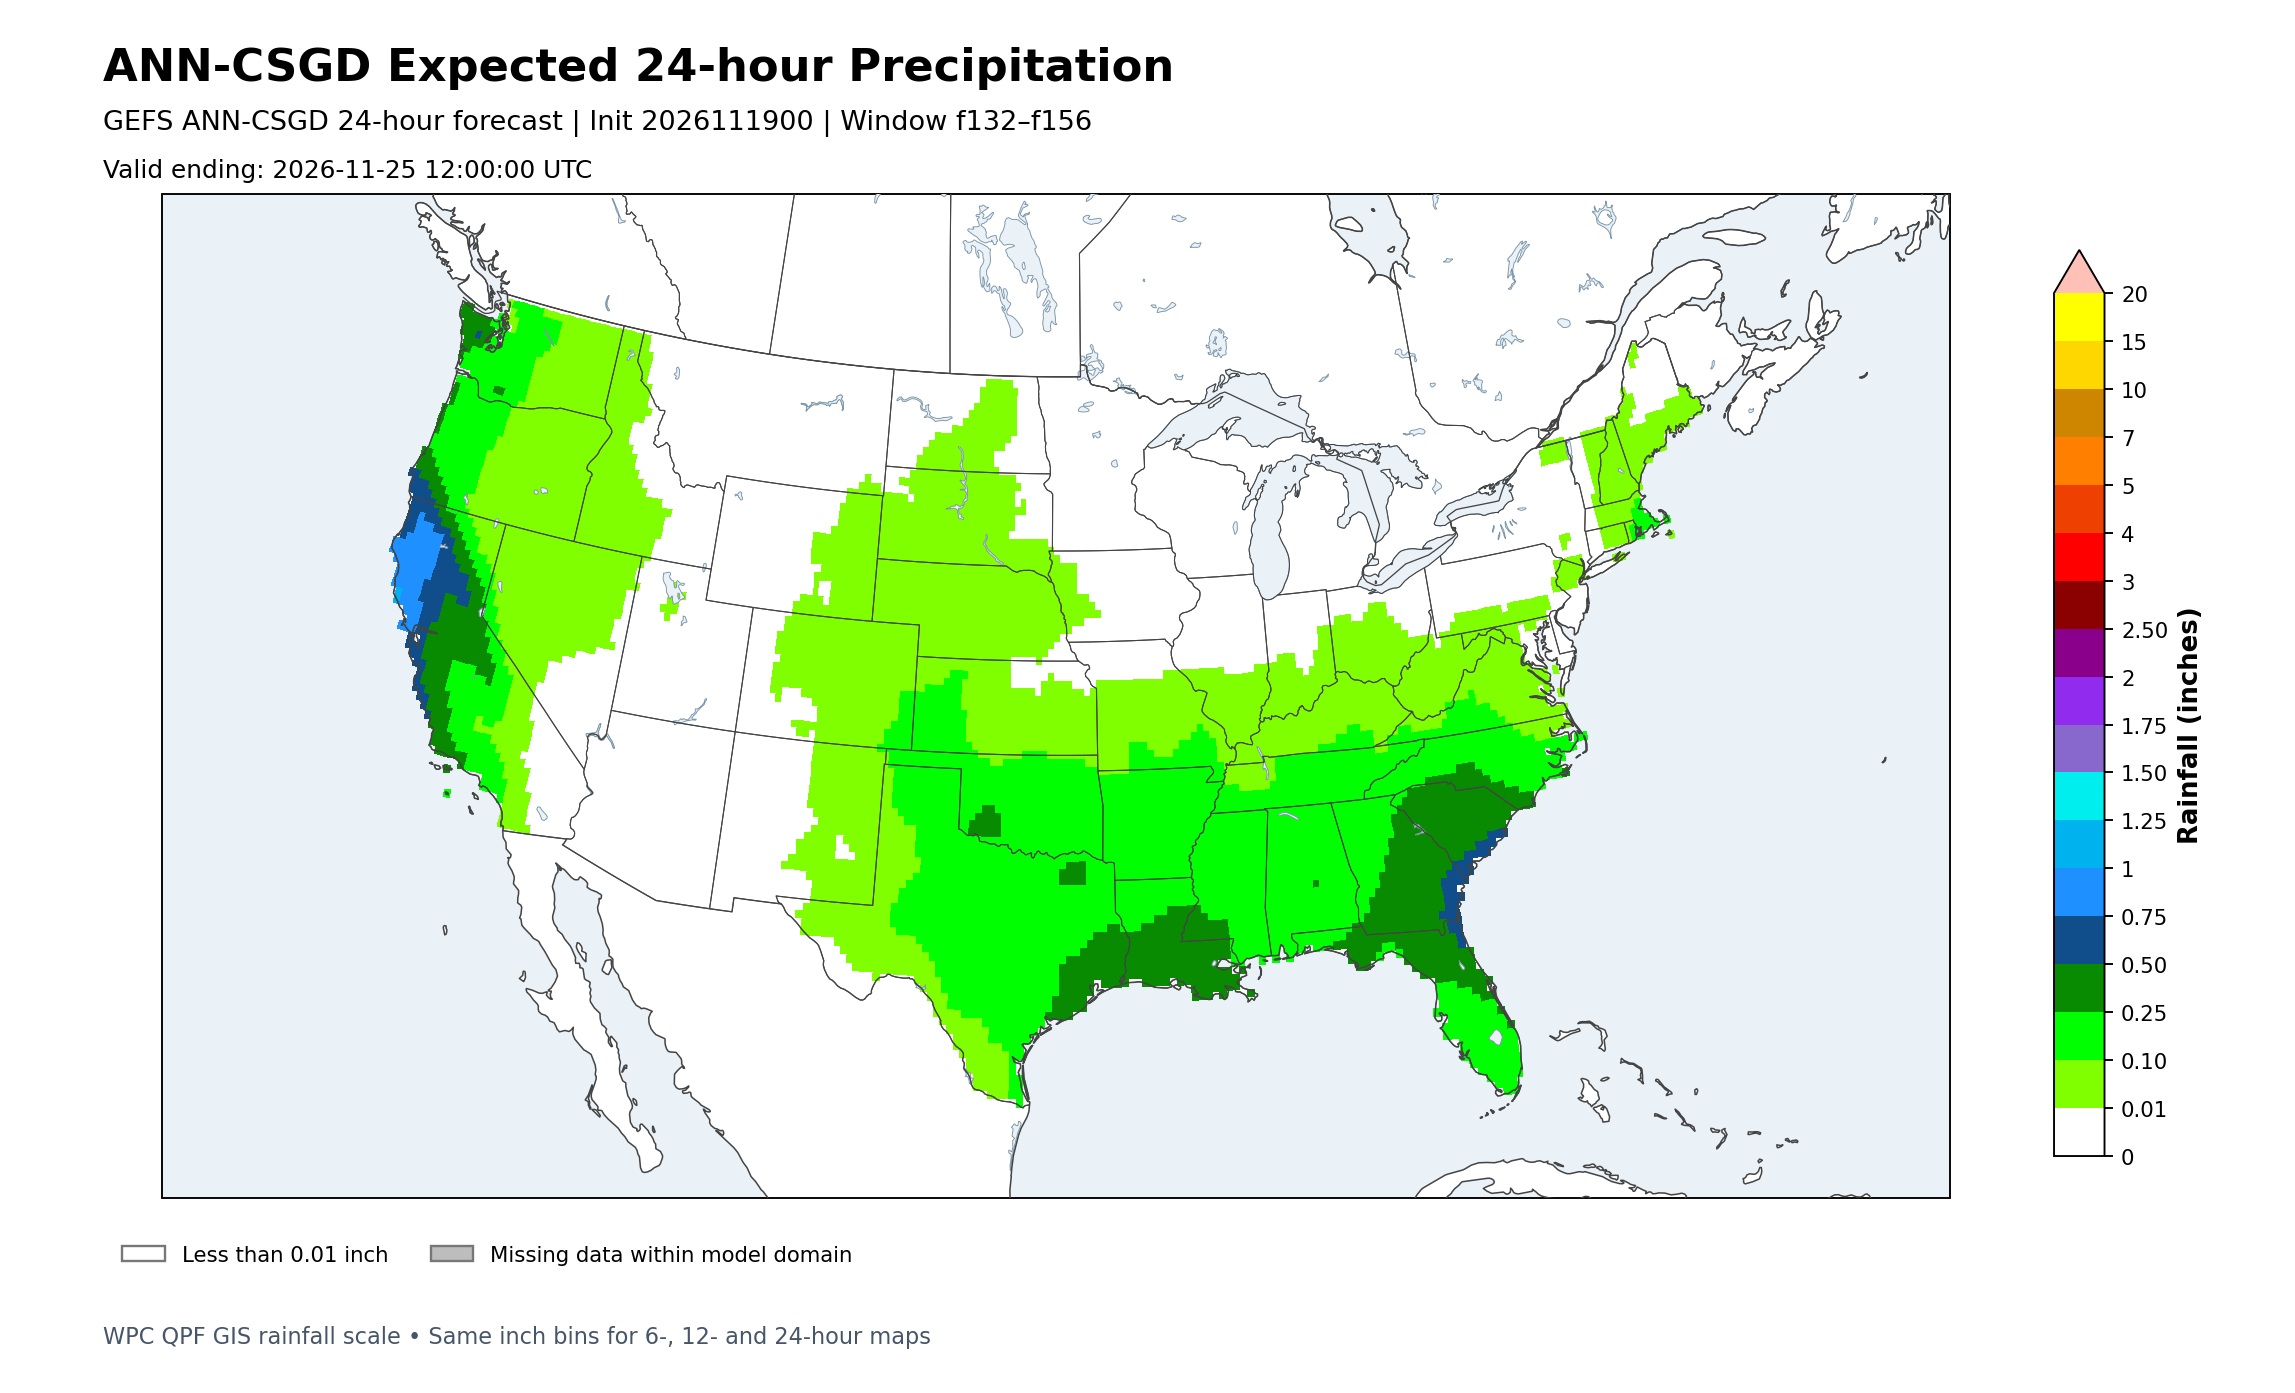 ANN-CSGD Expected 24-hour Precipitation
GEFS ANN-CSGD 24-hour forecast | Init 2026111900 | Window f132–f156
Valid ending: 2026-11-25 12:00:00 UTC
20
15
10
7
5
4
3
2.50
2
1.75
1.50
1.25
1
0.75
0.50
0.25
0.10
0.01
0
Rainfall (inches)
Less than 0.01 inch
Missing data within model domain
WPC QPF GIS rainfall scale • Same inch bins for 6-, 12- and 24-hour maps